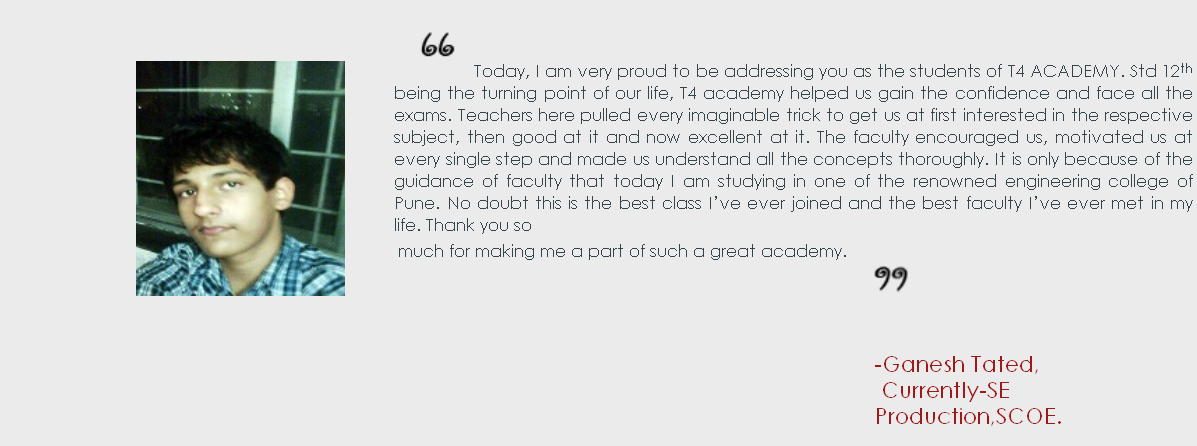 “
Today, I am very proud to be addressing you as the students of T4 ACADEMY. Std 12th
being the turning point of our life, T4 academy helped us gain the confidence and face all the
exams. Teachers here pulled every imaginable trick to get us at first interested in the respective
subject, then good at it and now excellent at it. The faculty encouraged us, motivated us at
every single step and made us understand all the concepts thoroughly. It is only because of the
guidance of faculty that today I am studying in one of the renowned engineering college of
Pune. No doubt this is the best class I’ve ever joined and the best faculty I’ve ever met in my
life. Thank you so
much for making me a part of such a great academy.
”
-Ganesh Tated,
Currently-SE
Production,SCOE.